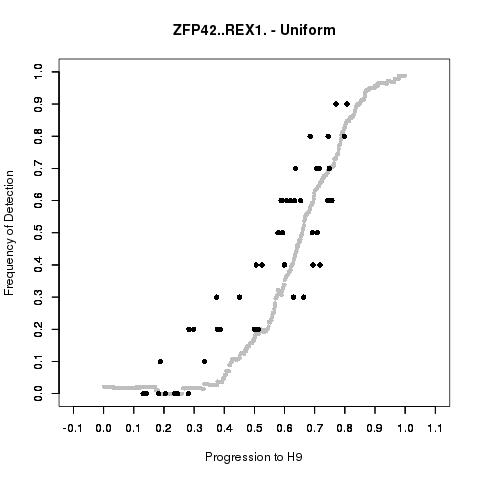 ZFP42..REX1. - Uniform
Frequency of Detection
1.0
0.9
0.8
0.7
0.6
0.5
0.4
0.3
0.2
0.1
0.0
-0.1 0.0 0.1 0.2 0.3 0.4 0.5 0.6 0.7 0.8 0.9 1.0 1.1
Progression to H9